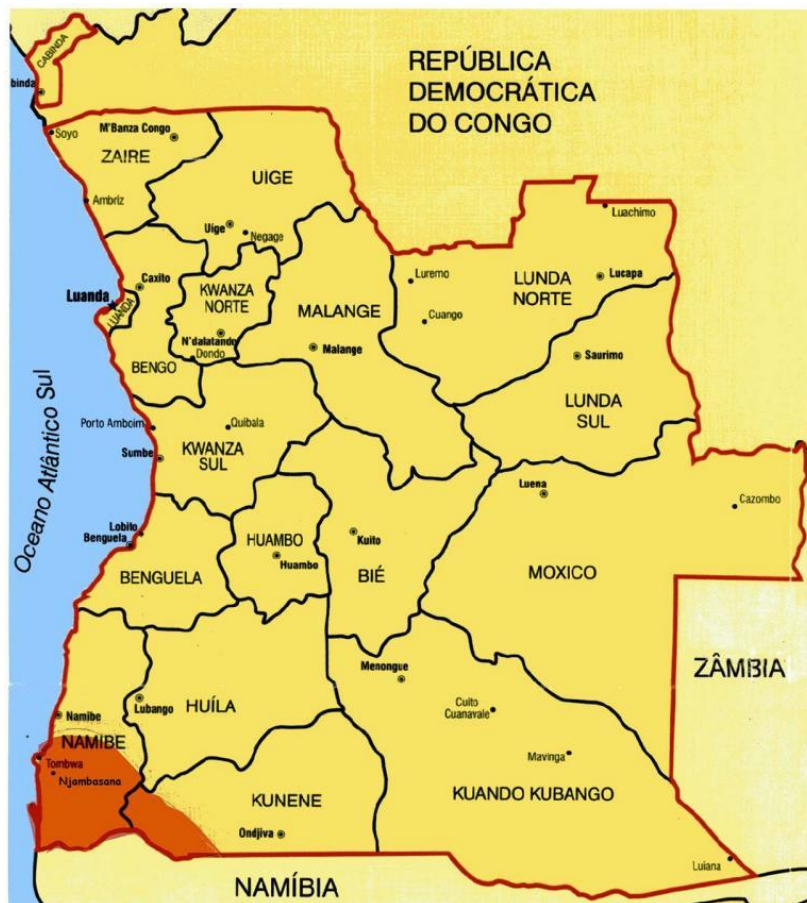 CABINDA
binda
REPÚBLICA
DEMOCRÁTICA
DO CONGO
Soyo
M'Banza Congo
ZAIRE
UIGE
Ambriz
Uíge
Negage
Luachimo
Luremo
LUNDA
NORTE
Lucapa
Cuango
Caxito
KWANZA
NORTE
MALANGE
Luanda
LUANDA
N'dalatando
Dondo
Malange
BENGO
Saurimo
LUNDA
SUL
Porto Amboim
Quibala
KWANZA
SUL
Sumbe
Oceano Atlântico Sul
Luena
Cazombo
Lobito
Benguela
HUAMBO
Huambo
Kuito
BENGUELA
BIÉ
MOXICO
Menongue
ZÂMBIA
Lubango
HUÍLA
Cuito
Cuanavale
Namibe
NAMIBE
Tombwa
Njambasana
Mavinga
KUNENE
KUANDO KUBANGO
Ondjiva
Luiana
NAMÍBIA